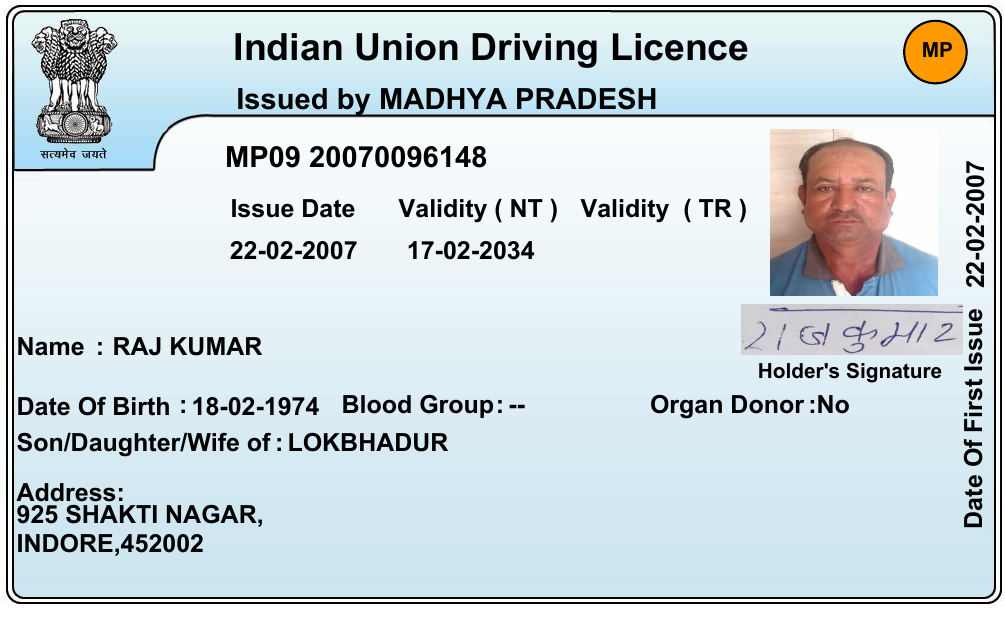 Indian Union Driving Licence
MP
Issued by MADHYA PRADESH
सत्यमेव जयते
MP09 20070096148
Issue Date Validity ( NT ) Validity ( TR )
22-02-2007 17-02-2034
Date Of First Issue 22-02-2007
राजकुमार
Holder's Signature
Name : RAJ KUMAR
Date Of Birth : 18-02-1974 Blood Group: -- Organ Donor :No
Son/Daughter/Wife of : LOKBHADUR
Address:
925 SHAKTI NAGAR,
INDORE,452002